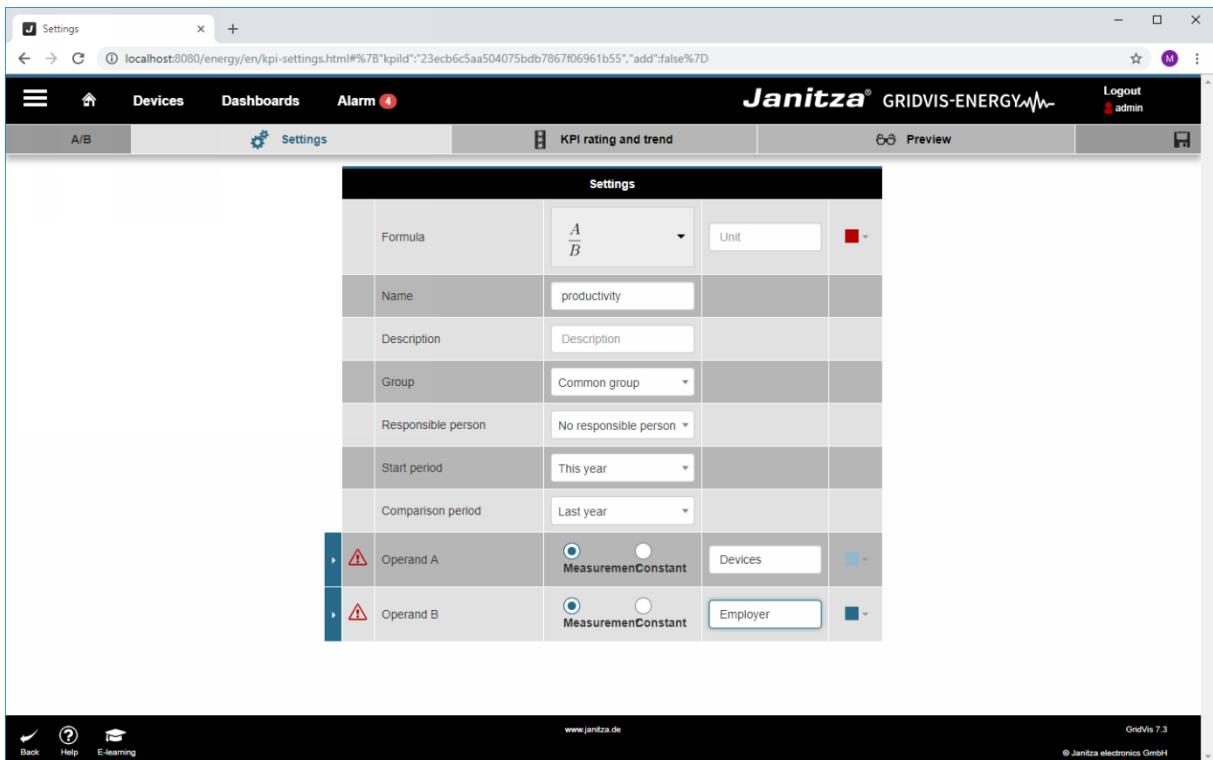 Settings
localhost:8080/energy/en/kpi-settings.html#%7B"kpiId":"23ecb6c5aa504075bdb7867f06961b55","add":false%7D
M
Devices Dashboards Alarm 4
Janitza® GRIDVIS-ENERGY
Logout
admin
A/B Settings KPI rating and trend Preview
Settings
Formula A/B Unit
Name productivity
Description Description
Group Common group
Responsible person No responsible person
Start period This year
Comparison period Last year
Operand A MeasuremenConstant Devices
Operand B MeasuremenConstant Employer
www.janitza.de
GridVis 7.3
Back Help E-learning
© Janitza electronics GmbH